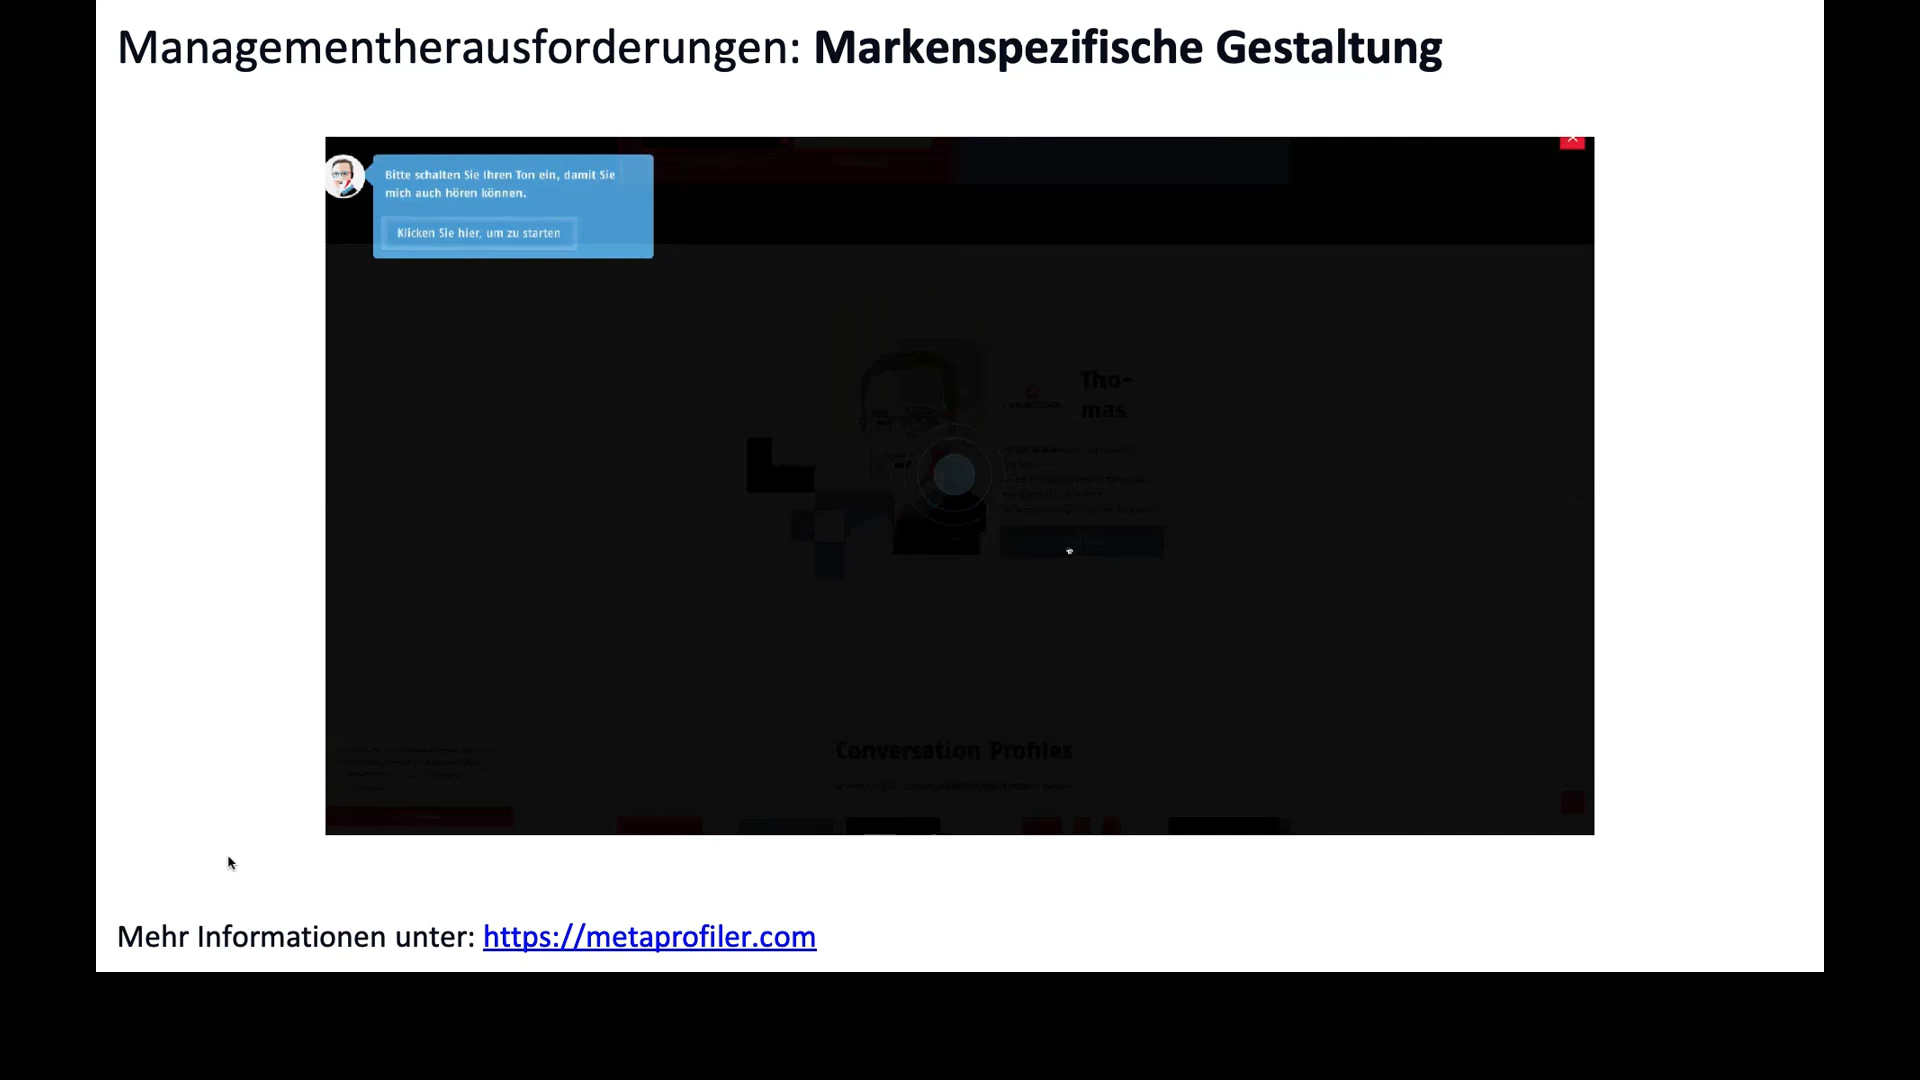 Managementherausforderungen: Markenspezifische Gestaltung
Bitte schalten Sie Ihren Ton ein, damit Sie
mich auch hören können.
Klicken Sie hier, um zu starten
Tho-
mas
Conversation Profiles
Mehr Informationen unter: https://metaprofiler.com